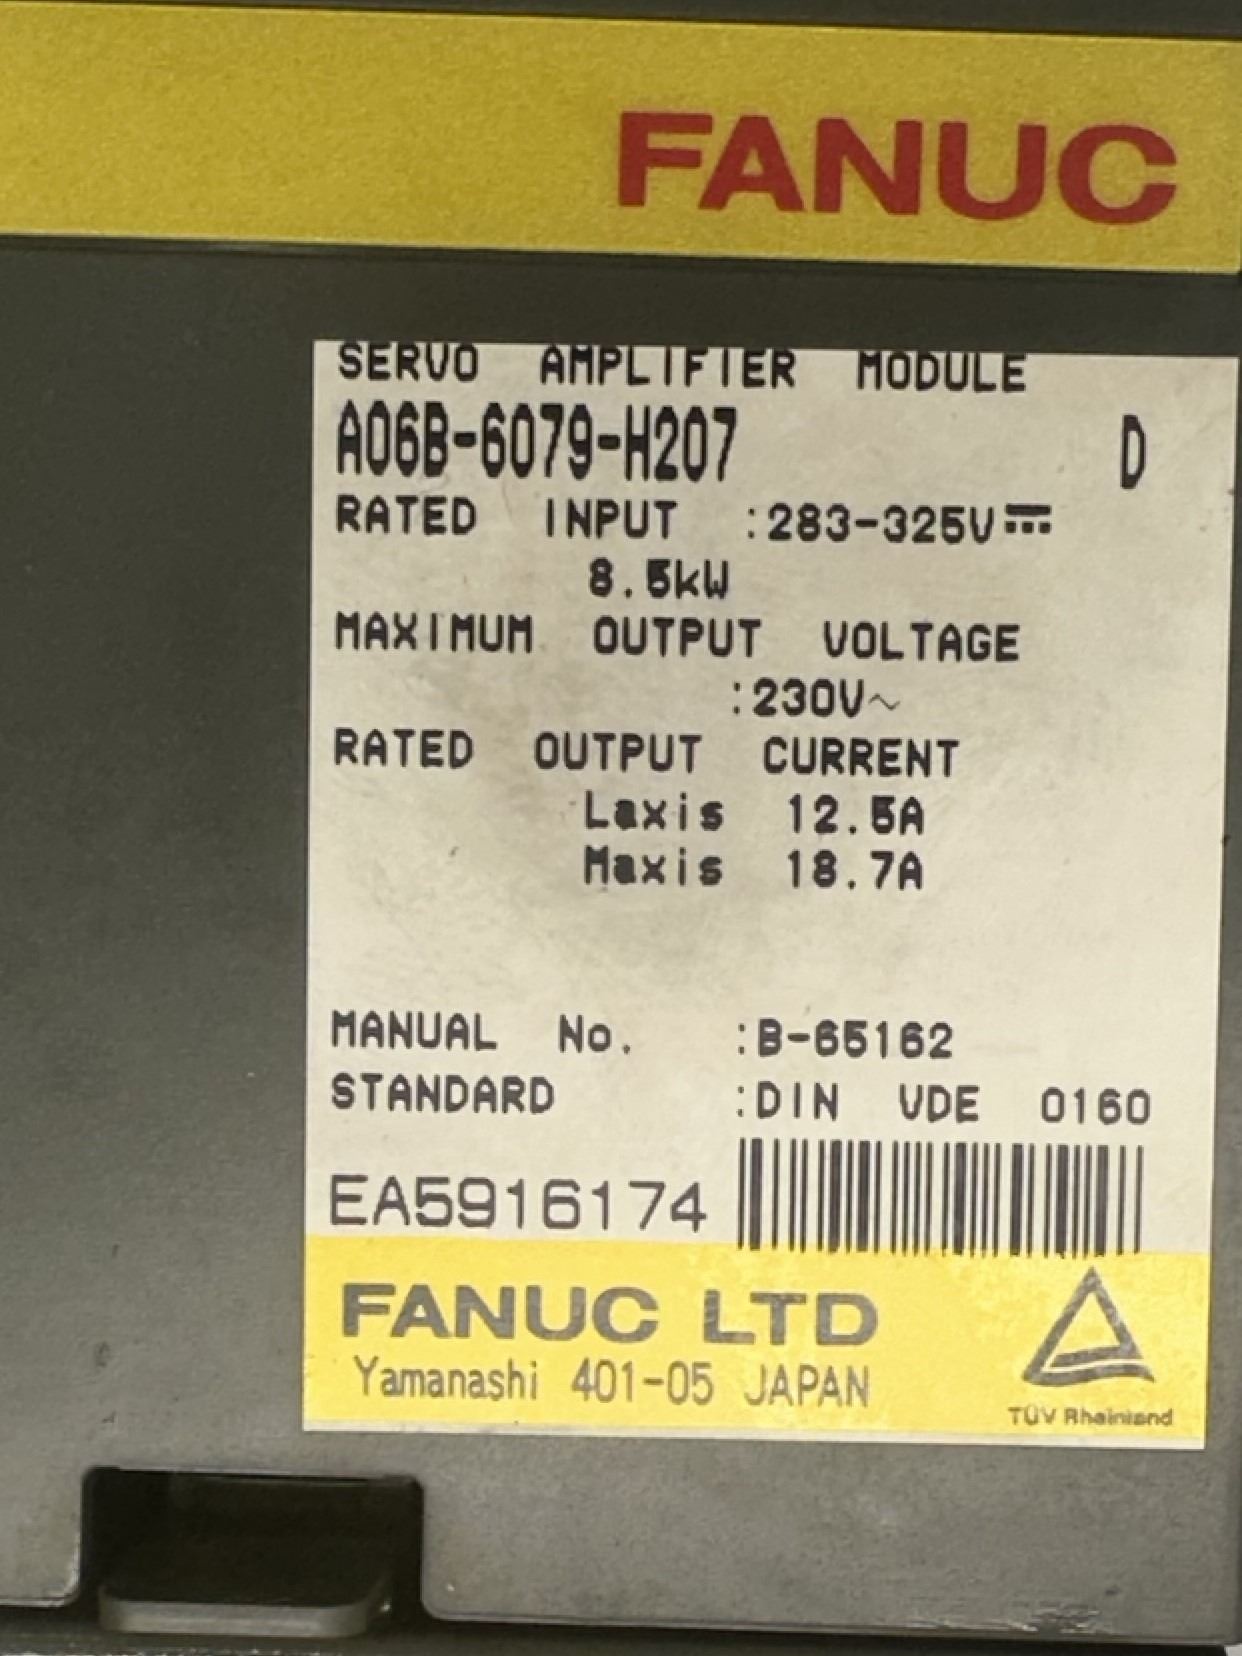 FANUC
SERVO AMPLIFIER MODULE
A06B-6079-H207 D
RATED INPUT :283-325V⎓
8.5kW
MAXIMUM OUTPUT VOLTAGE
:230V~
RATED OUTPUT CURRENT
Laxis 12.5A
Maxis 18.7A
MANUAL No. :B-65162
STANDARD :DIN VDE 0160
EA5916174
FANUC LTD
Yamanashi 401-05 JAPAN
TÜV Rheinland